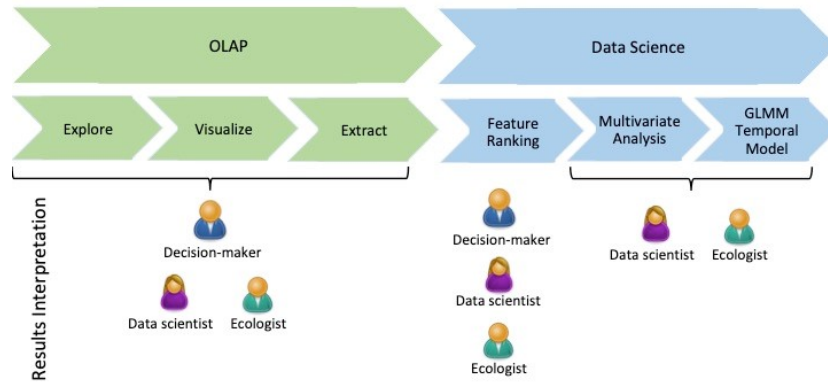 OLAP
Data Science
Explore
Visualize
Extract
Feature
Ranking
Multivariate
Analysis
GLMM
Temporal
Model
Results Interpretation
Decision-maker
Data scientist
Ecologist
Decision-maker
Data scientist
Ecologist
Data scientist
Ecologist